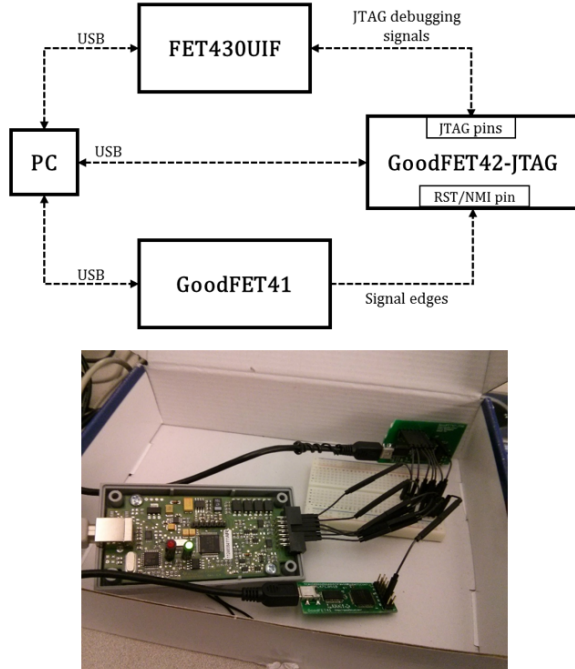 USB
FET430UIF
JTAG debugging
signals
PC
USB
JTAG pins
GoodFET42-JTAG
RST/NMI pin
USB
GoodFET41
Signal edges